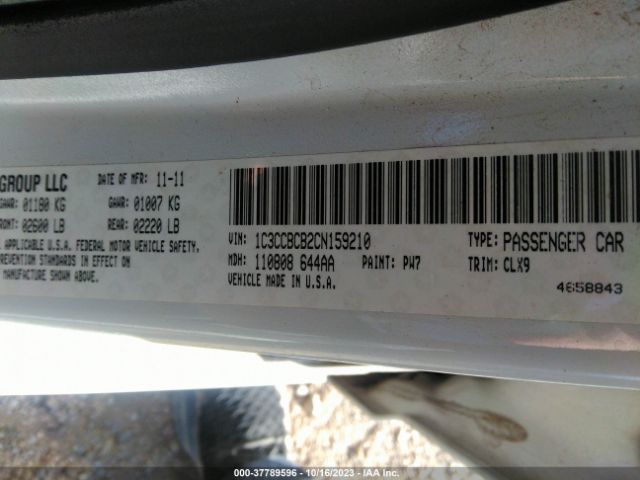 GROUP LLC
DATE OF MFR: 11-11
GAWR: 01180 KG
GAWR: 01007 KG
FRONT: 02600 LB
REAR: 02220 LB
APPLICABLE U.S.A. FEDERAL MOTOR VEHICLE SAFETY,
PREVENTION STANDARDS IN EFFECT ON
MANUFACTURE SHOWN ABOVE.
VIN: 1C3CCBCB2CN159210
TYPE: PASSENGER CAR
MDH: 110808 644AA
PAINT: PW7
TRIM: CLX9
VEHICLE MADE IN U.S.A.
4658843
000-37789596 - 10/16/2023 - IAA Inc.